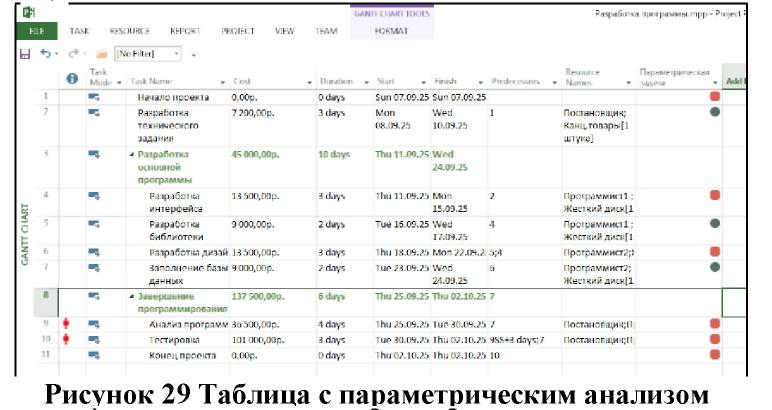 GANTT CHART TOOLS
Разработка программы.mpp - Project
FILE TASK RESOURCE REPORT PROJECT VIEW TEAM FORMAT
[No Filter]
Task Mode Task Name Cost Duration Start Finish Predecessors Resource Names Параметрическая задача Add
1 Начало проекта 0,00р. 0 days Sun 07.09.25 Sun 07.09.25
2 Разработка 7 200,00р. 3 days Mon Wed 1 Постановщик;
технического 08.09.25 10.09.25 Канц.товары[1
задания штука]
3 Разработка 45 000,00р. 10 days Thu 11.09.25 Wed
основной 24.09.25
программы
4 Разработка 13 500,00р. 3 days Thu 11.09.25 Mon 2 Программист1;
интерфейса 15.09.25 Жесткий диск[1
5 Разработка 9 000,00р. 2 days Tue 16.09.25 Wed 4 Программист1;
библиотеки 17.09.25 Жесткий диск[1
6 Разработка дизай 13 500,00р. 3 days Thu 18.09.25 Mon 22.09.2 5;4 Программист2;
7 Заполнение базы 9 000,00р. 2 days Tue 23.09.25 Wed 6 Программист2;
данных 24.09.25 Жесткий диск[1
8 Завершение 137 500,00р. 6 days Thu 25.09.25 Thu 02.10.25 7
программирования
9 Анализ программ 36 500,00р. 4 days Thu 25.09.25 Tue 30.09.25 7 Постановщик;П
10 Тестировка 101 000,00р. 3 days Tue 30.09.25 Thu 02.10.25 9SS+3 days;7 Постановщик;П
11 Конец проекта 0,00р. 0 days Thu 02.10.25 Thu 02.10.25 10
GANTT CHART
Рисунок 29 Таблица с параметрическим анализом